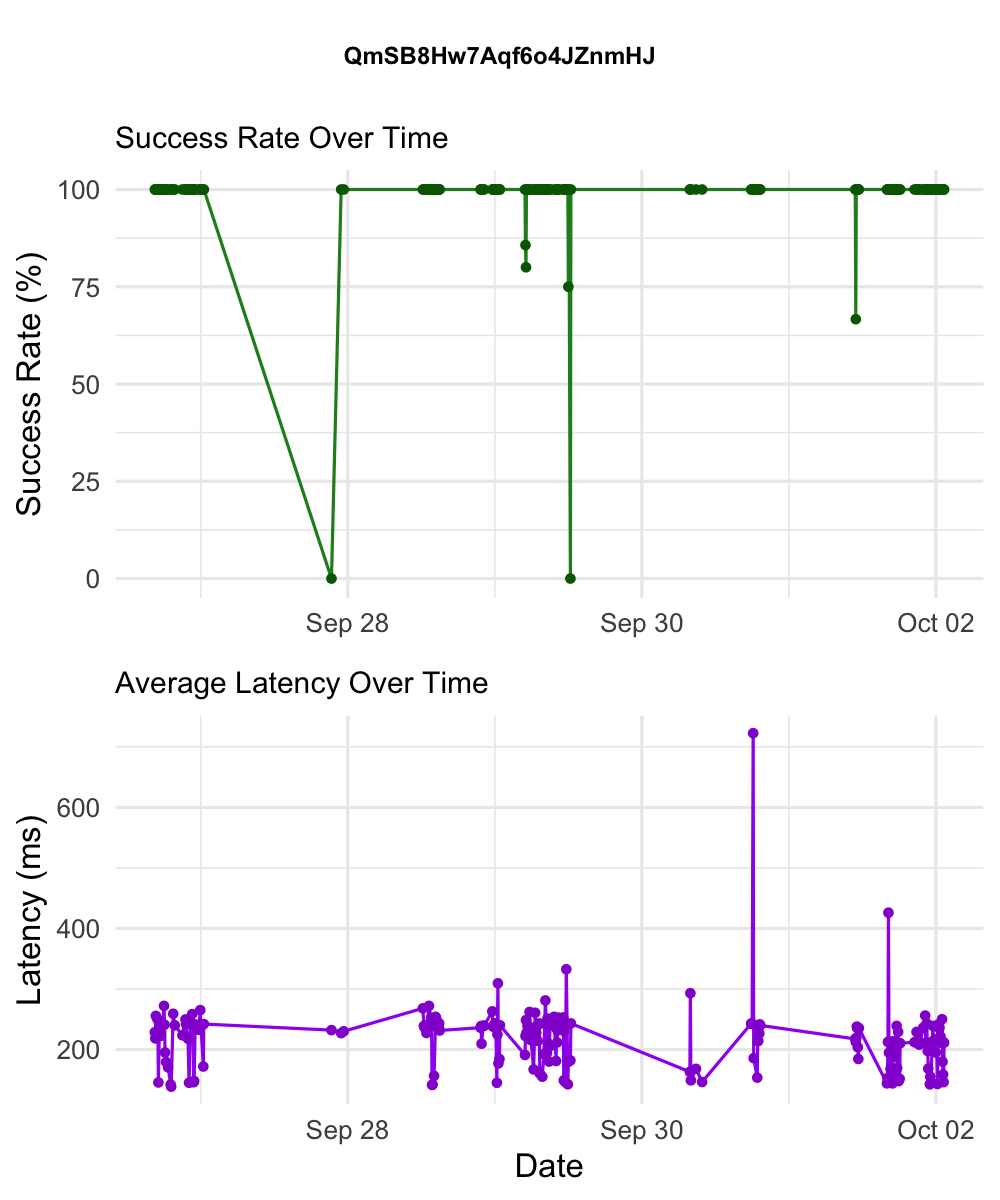 QmSB8Hw7Aqf6o4JZnmHJ
Success Rate Over Time
100
75
50
25
0
Success Rate (%)
Sep 28
Sep 30
Oct 02
Average Latency Over Time
600
400
200
Latency (ms)
Sep 28
Sep 30
Oct 02
Date